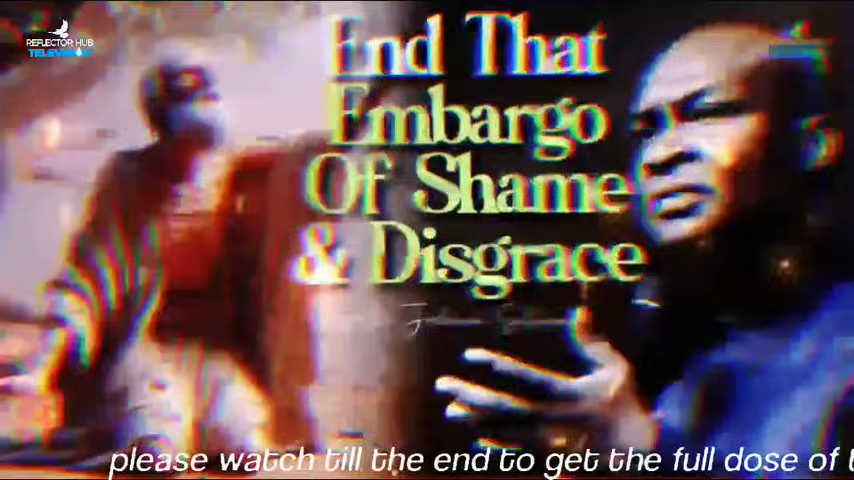 REFLECTOR HUB
TELEVISION
End That
Embargo
Of Shame
& Disgrace
please watch till the end to get the full dose of